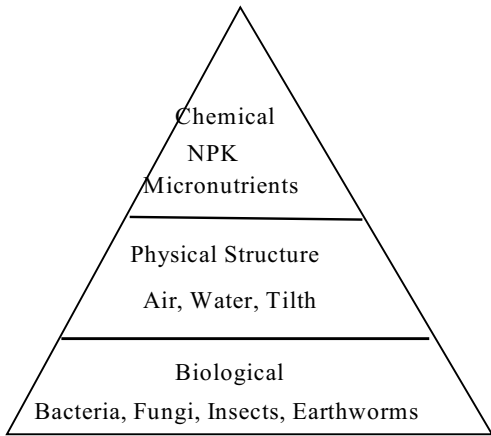 Chemical
NPK
Micronutrients
Physical Structure
Air, Water, Tilth
Biological
Bacteria, Fungi, Insects, Earthworms